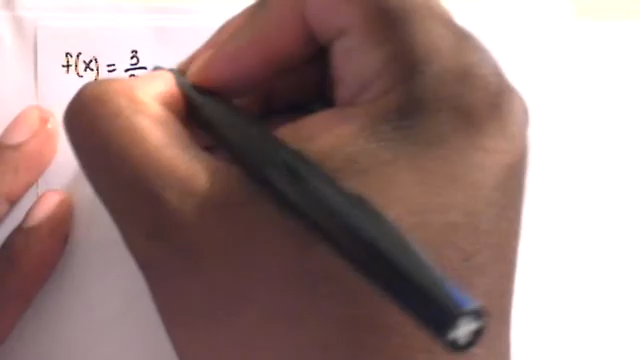 f(x) = 3